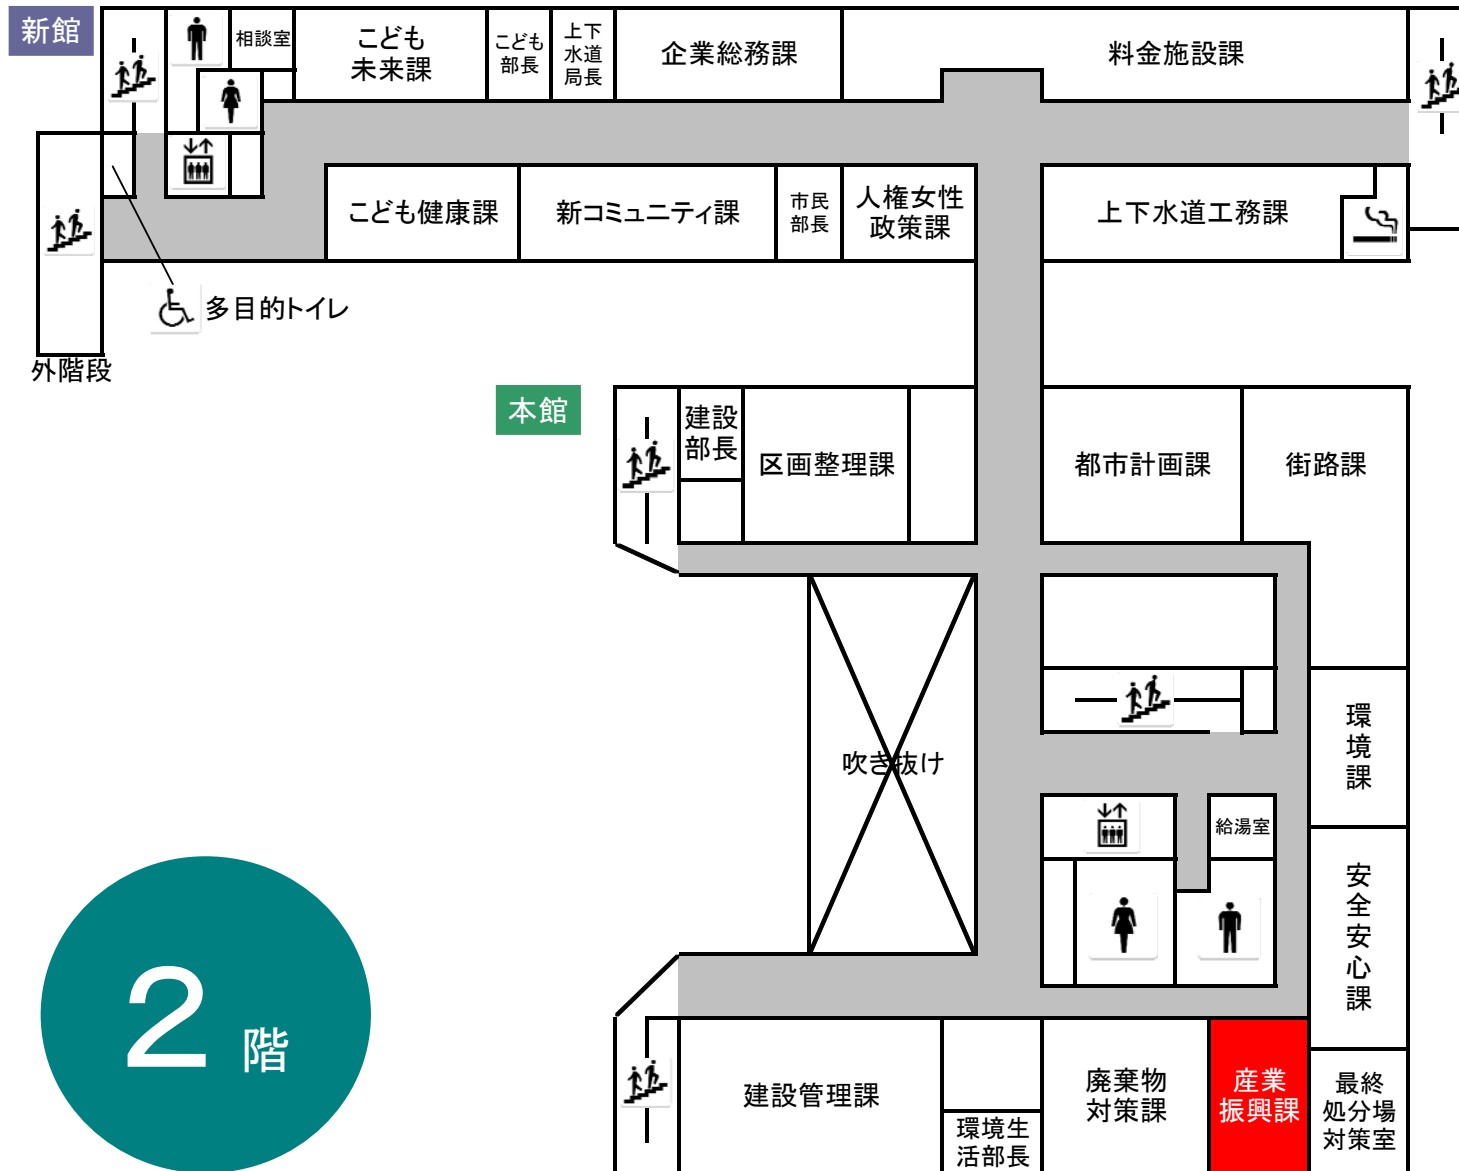 新館
相談室
こども
未来課
こども
部長
上下
水道
局長
企業総務課
料金施設課
こども健康課
新コミュニティ課
市民
部長
人権女性
政策課
上下水道工務課
多目的トイレ
外階段
本館
建設
部長
区画整理課
都市計画課
街路課
吹き抜け
環
境
課
給湯室
安
全
安
心
課
2 階
建設管理課
環境生
活部長
廃棄物
対策課
産業
振興課
最終
処分場
対策室